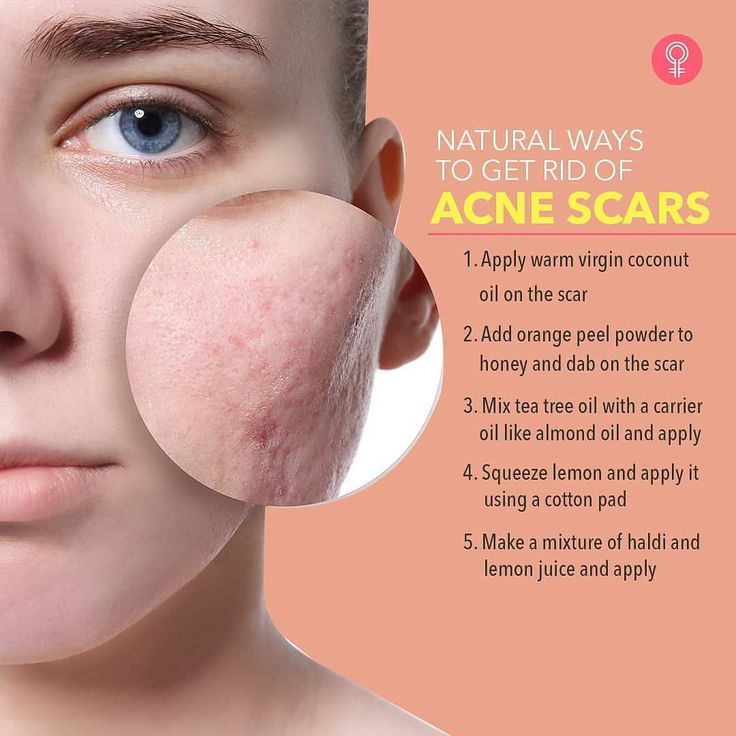 NATURAL WAYS
TO GET RID OF
ACNE SCARS
1. Apply warm virgin coconut
oil on the scar
2. Add orange peel powder to
honey and dab on the scar
3. Mix tea tree oil with a carrier
oil like almond oil and apply
4. Squeeze lemon and apply it
using a cotton pad
5. Make a mixture of haldi and
lemon juice and apply